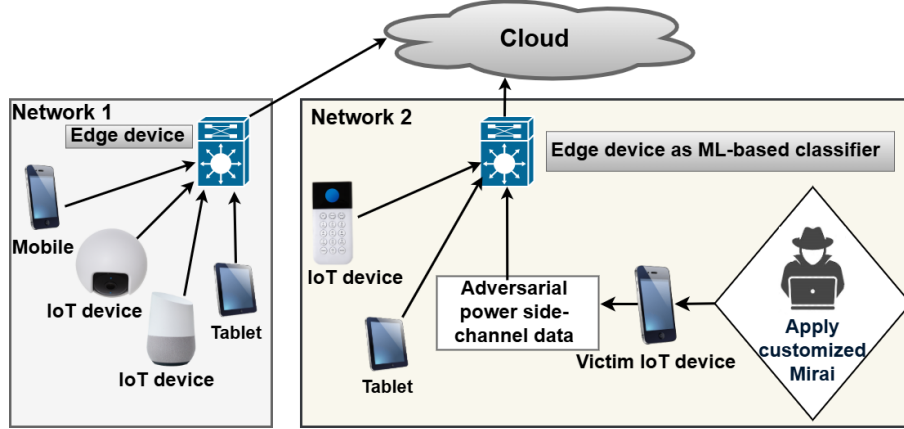 Cloud
Network 1
Edge device
Mobile
IoT device
IoT device
Tablet
Network 2
Edge device as ML-based classifier
IoT device
Tablet
Adversarial
power side-
channel data
Victim IoT device
Apply
customized
Mirai